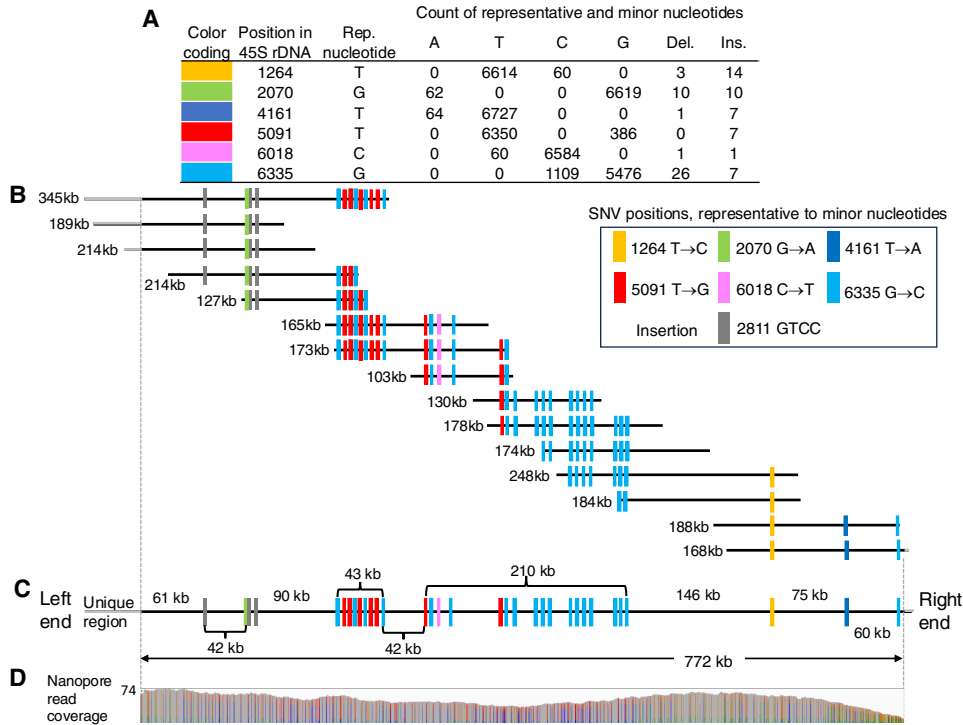 A
Count of representative and minor nucleotides
Color coding Position in 45S rDNA Rep. nucleotide A T C G Del. Ins.
1264 T 0 6614 60 0 3 14
2070 G 62 0 0 6619 10 10
4161 T 64 6727 0 0 1 7
5091 T 0 6350 0 386 0 7
6018 C 0 60 6584 0 1 1
6335 G 0 0 1109 5476 26 7
B
345kb
189kb
214kb
214kb
127kb
165kb
173kb
103kb
130kb
178kb
174kb
248kb
184kb
188kb
168kb
SNV positions, representative to minor nucleotides
1264 T→C 2070 G→A 4161 T→A
5091 T→G 6018 C→T 6335 G→C
Insertion 2811 GTCC
C
Left end
Unique region
61 kb
42 kb
90 kb
43 kb
42 kb
210 kb
146 kb
75 kb
60 kb
Right end
772 kb
D
Nanopore read coverage
74